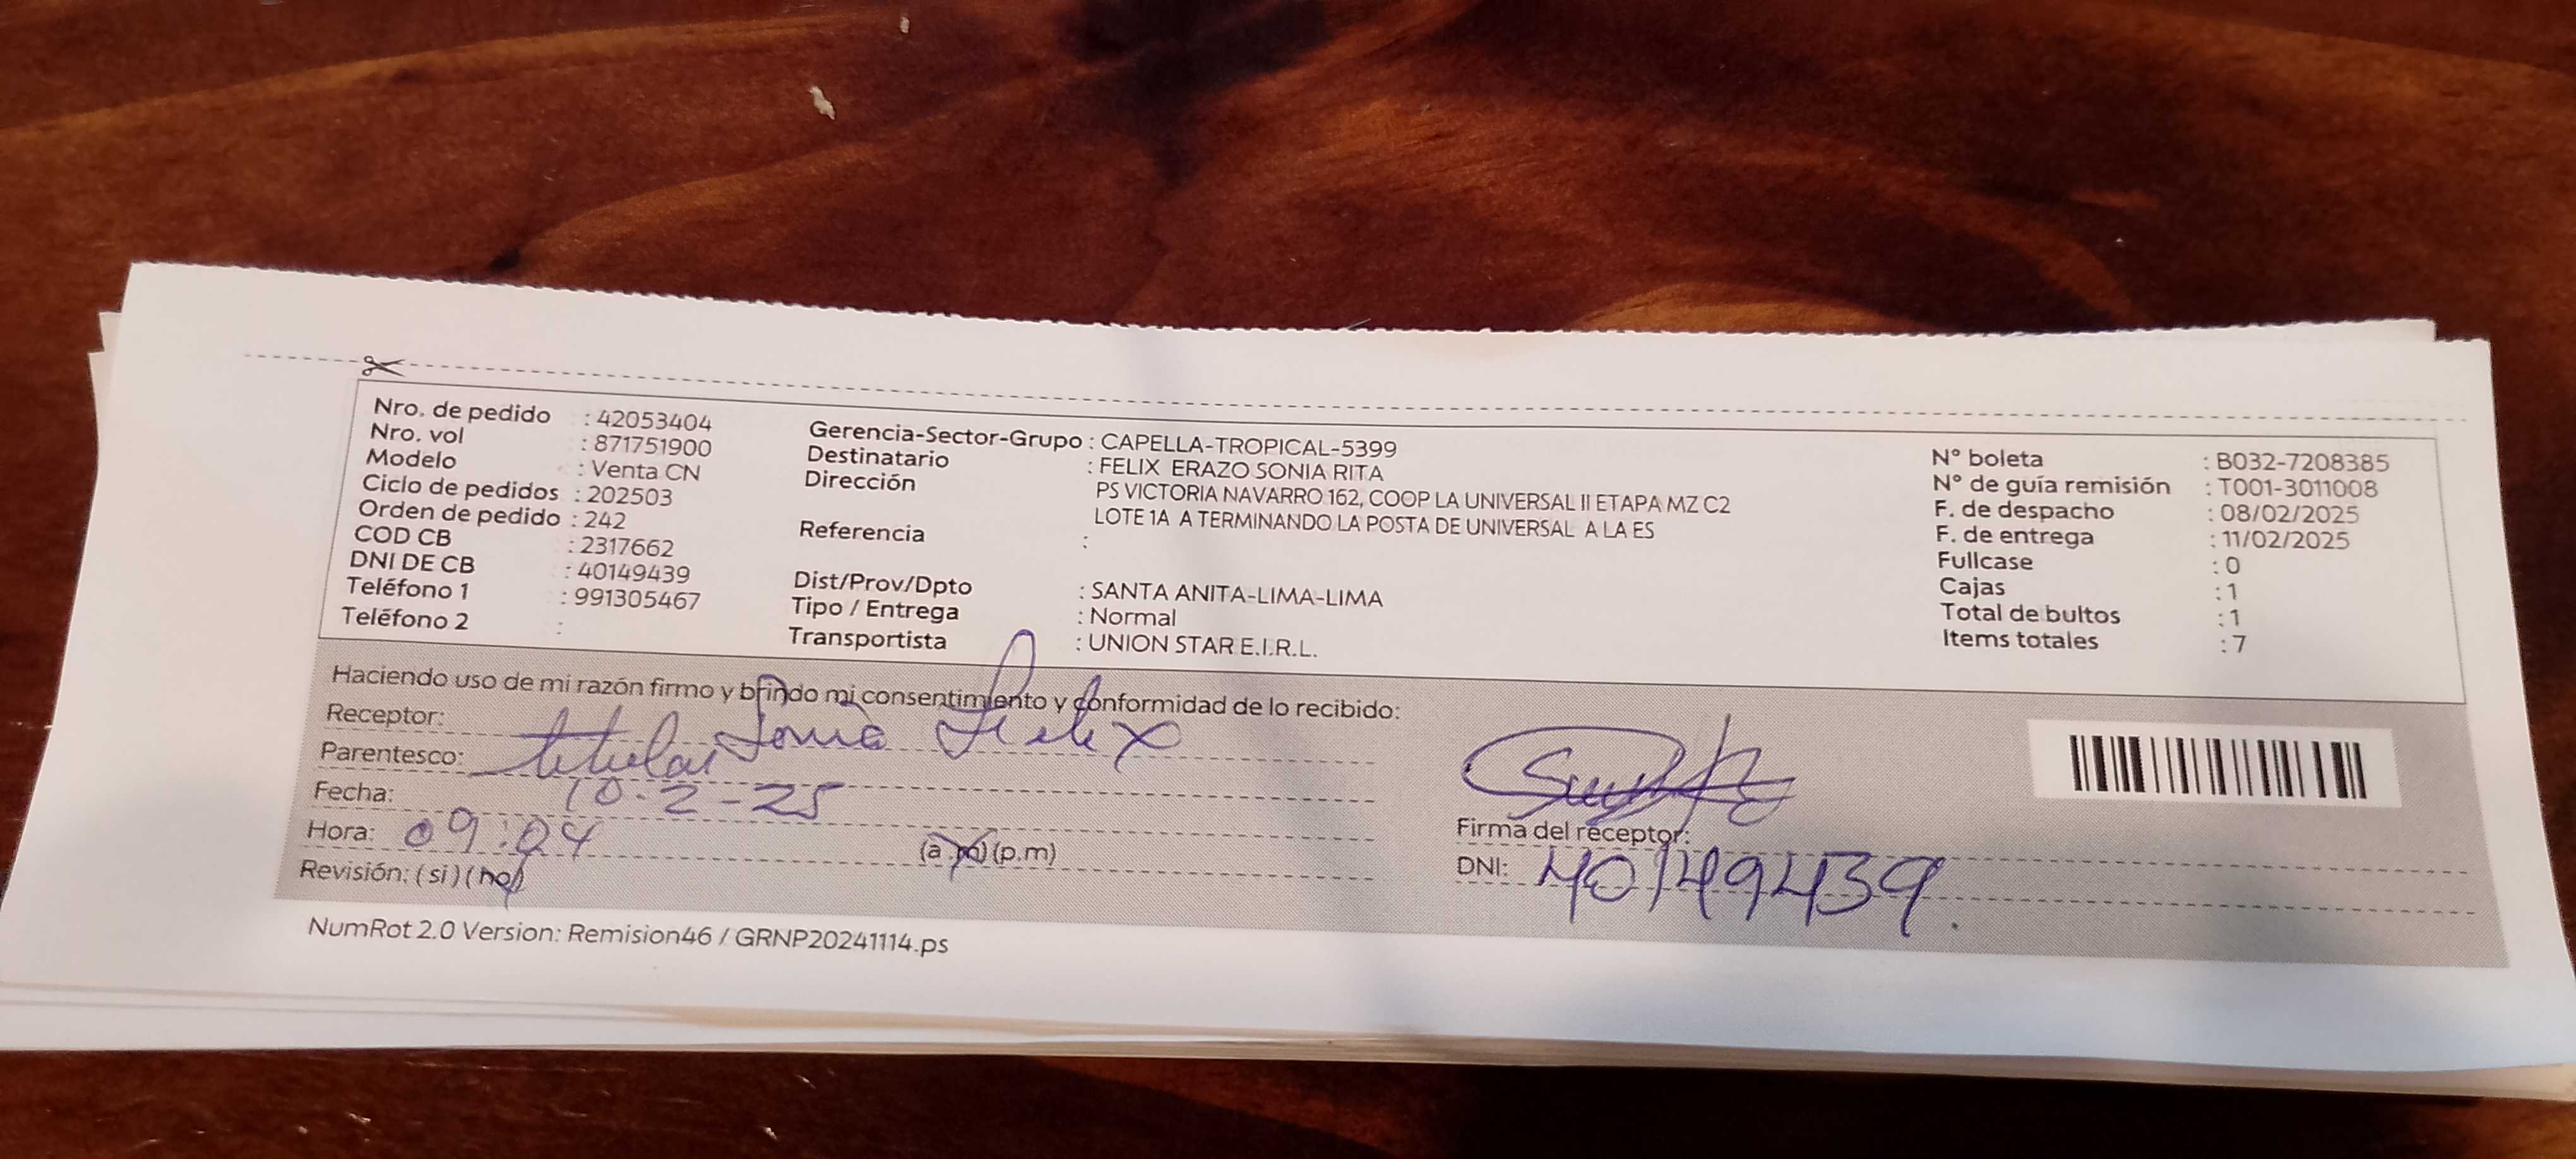 Nro. de pedido : 42053404
Nro. vol : 871751900
Modelo : Venta CN
Ciclo de pedidos : 202503
Orden de pedido : 242
COD CB : 2317662
DNI DE CB : 40149439
Teléfono 1 : 991305467
Teléfono 2 :
Gerencia-Sector-Grupo : CAPELLA-TROPICAL-5399
Destinatario : FELIX ERAZO SONIA RITA
Dirección PS VICTORIA NAVARRO 162, COOP LA UNIVERSAL II ETAPA MZ C2
LOTE 1A A TERMINANDO LA POSTA DE UNIVERSAL A LA ES
Referencia :
Dist/Prov/Dpto : SANTA ANITA-LIMA-LIMA
Tipo / Entrega : Normal
Transportista : UNION STAR E.I.R.L.
N° boleta : B032-7208385
N° de guía remisión : T001-3011008
F. de despacho : 08/02/2025
F. de entrega : 11/02/2025
Fullcase : 0
Cajas : 1
Total de bultos : 1
Items totales : 7
Haciendo uso de mi razón firmo y brindo mi consentimiento y conformidad de lo recibido:
Receptor: Sonia Felix
Parentesco: titular
Fecha: 10-2-25
Hora: 09:04 (a.m) (p.m)
Revisión: (si) (no)
Firma del receptor:
DNI: 40149439.
NumRot 2.0 Version: Remision46 / GRNP20241114.ps